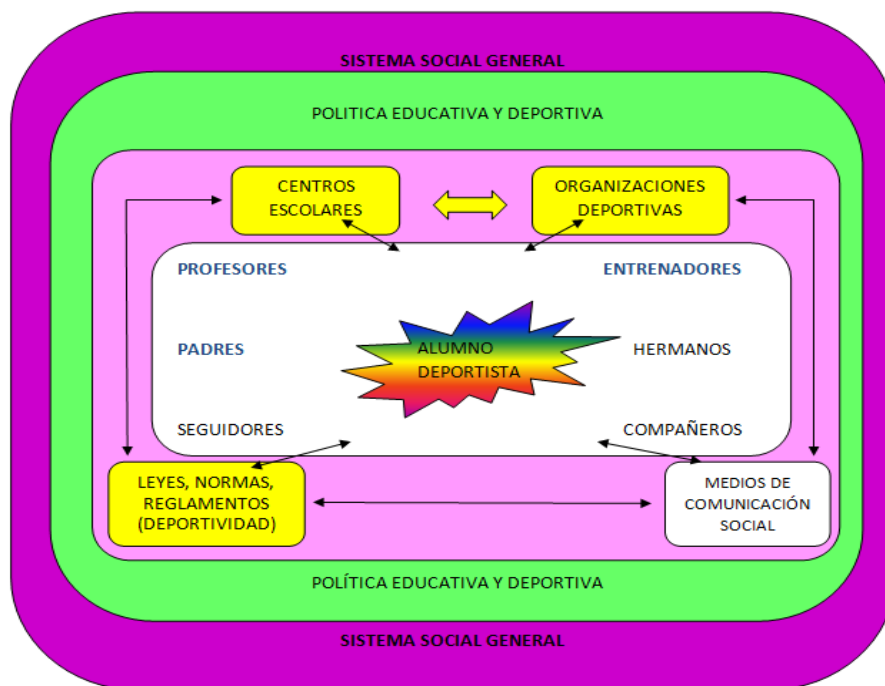 SISTEMA SOCIAL GENERAL
POLITICA EDUCATIVA Y DEPORTIVA
CENTROS
ESCOLARES
ORGANIZACIONES
DEPORTIVAS
PROFESORES
ENTRENADORES
ALUMNO
DEPORTISTA
PADRES
HERMANOS
SEGUIDORES
COMPAÑEROS
LEYES, NORMAS,
REGLAMENTOS
(DEPORTIVIDAD)
MEDIOS DE
COMUNICACIÓN
SOCIAL
POLÍTICA EDUCATIVA Y DEPORTIVA
SISTEMA SOCIAL GENERAL